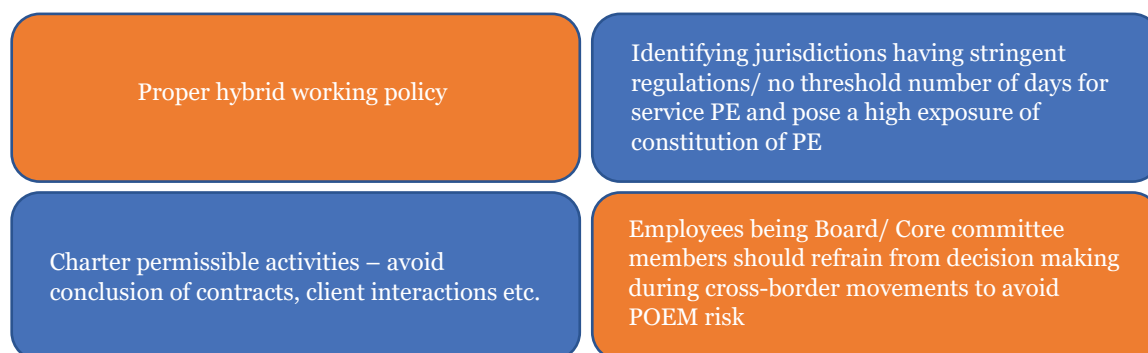 Proper hybrid working policy
Identifying jurisdictions having stringent
regulations/ no threshold number of days for
service PE and pose a high exposure of
constitution of PE
Charter permissible activities – avoid
conclusion of contracts, client interactions etc.
Employees being Board/ Core committee
members should refrain from decision making
during cross-border movements to avoid
POEM risk